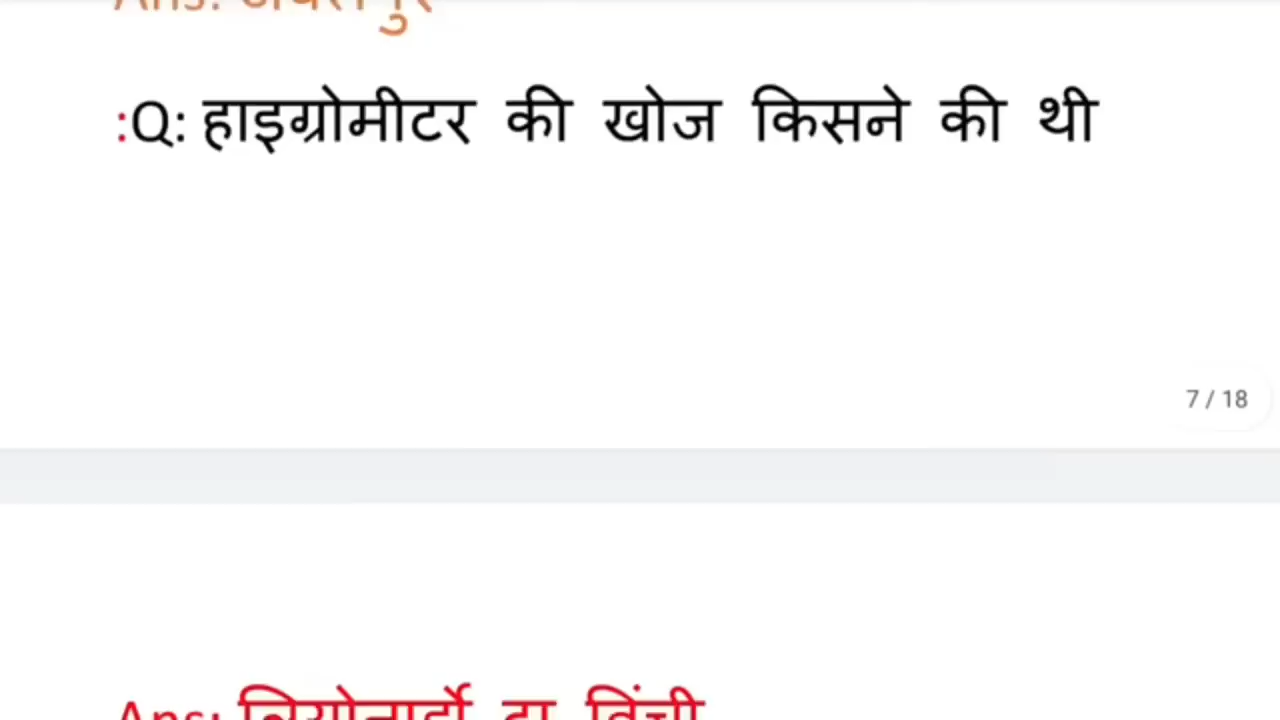 :Q: हाइग्रोमीटर की खोज किसने की थी
7 / 18
Ans: लियोनार्डो डा विंची